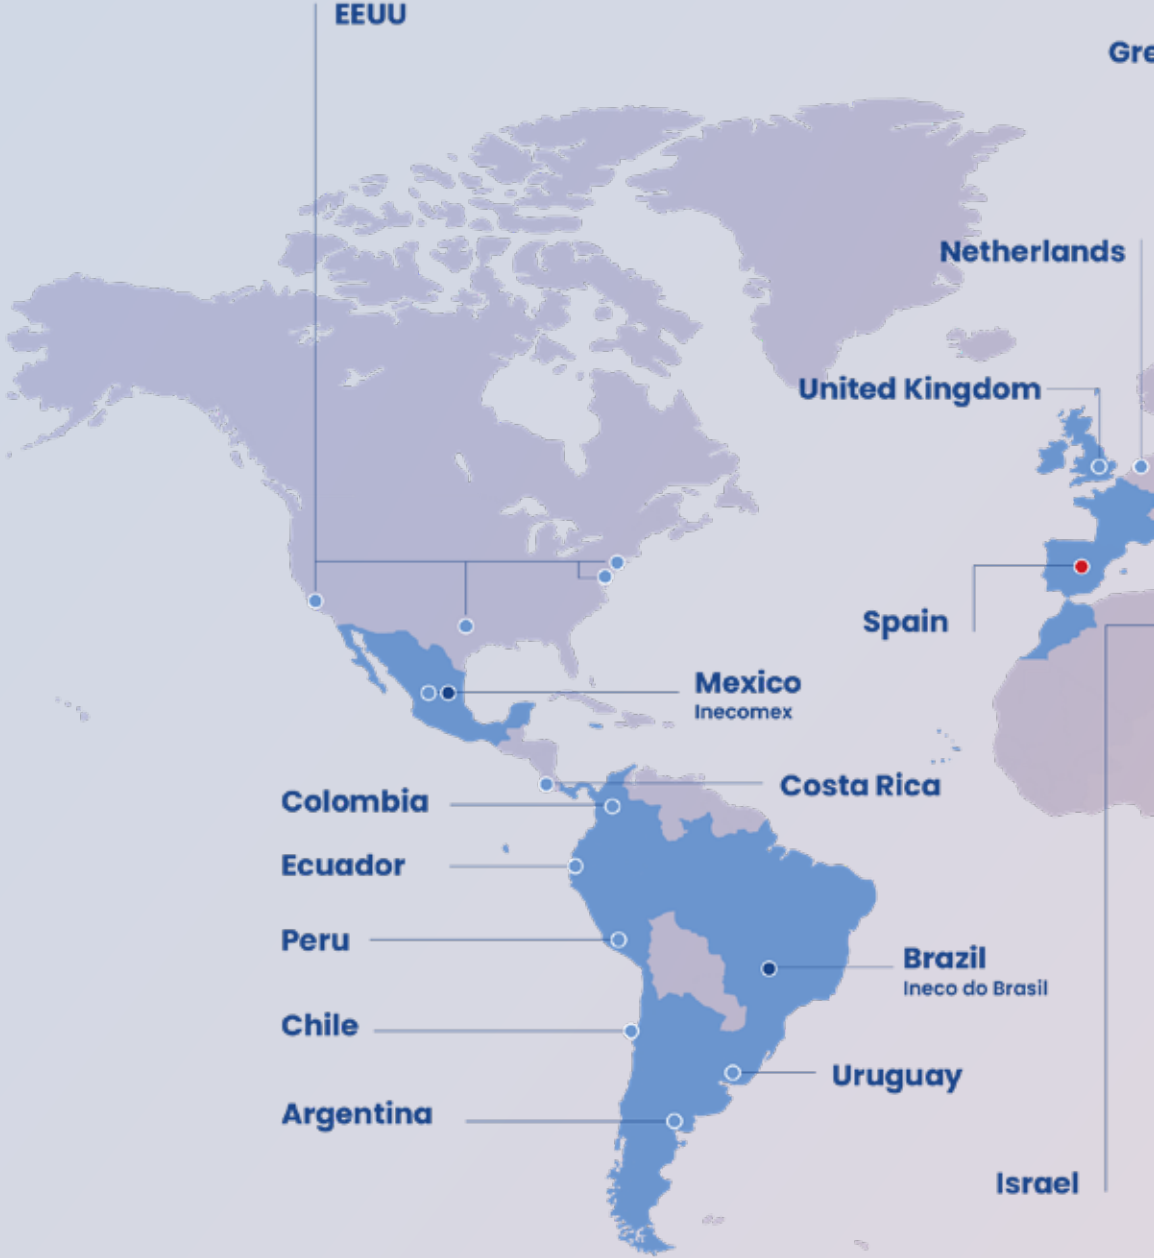 EEUU
Gre
Netherlands
United Kingdom
Spain
Mexico
Inecomex
Costa Rica
Colombia
Ecuador
Peru
Brazil
Ineco do Brasil
Chile
Uruguay
Argentina
Israel